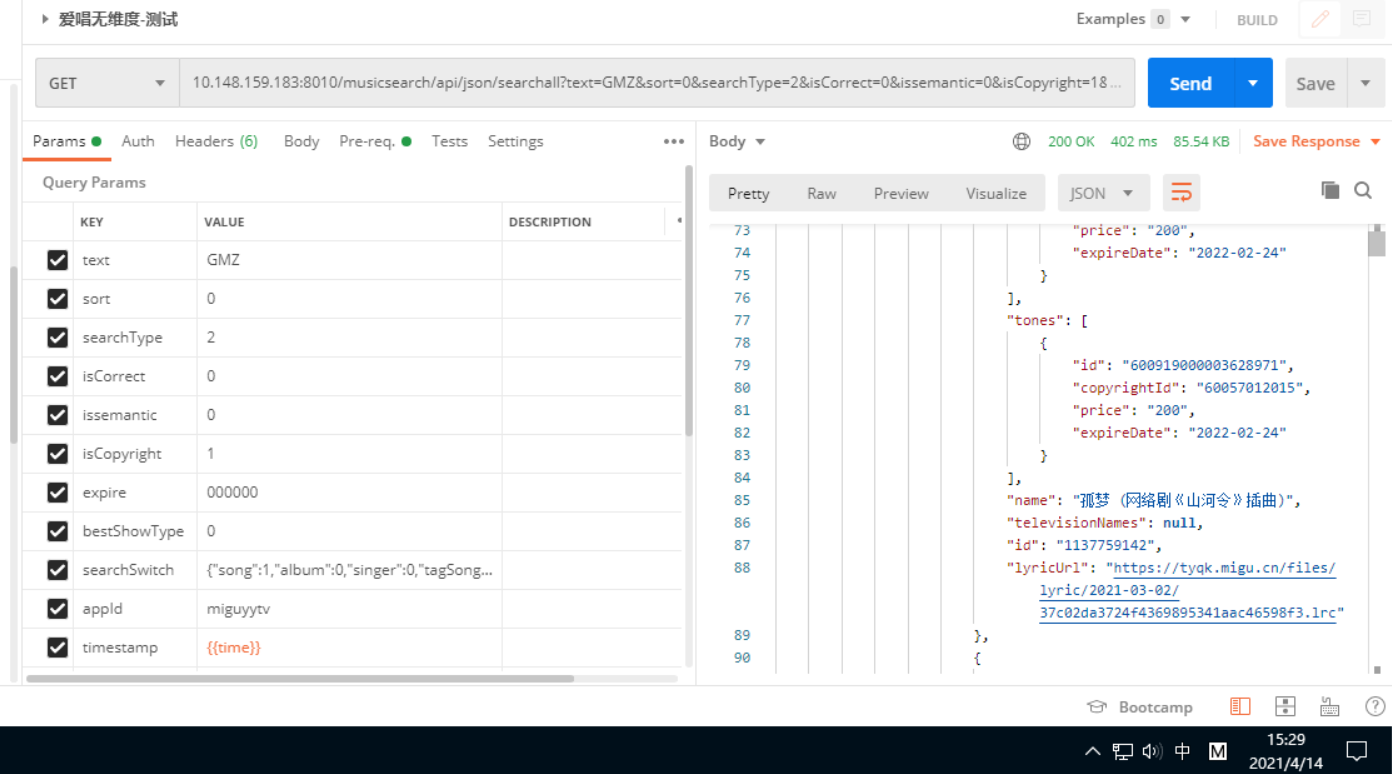 爱唱无维度-测试
Examples 0
BUILD
GET
10.148.159.183:8010/musicsearch/api/json/searchall?text=GMZ&sort=0&searchType=2&isCorrect=0&issemantic=0&isCopyright=18 ...
Send
Save
Params Auth Headers (6) Body Pre-req. Tests Settings
Body
200 OK 402 ms 85.54 KB Save Response
Query Params
Pretty Raw Preview Visualize JSON
KEY VALUE DESCRIPTION
text GMZ
sort 0
searchType 2
isCorrect 0
issemantic 0
isCopyright 1
expire 000000
bestShowType 0
searchSwitch {"song":1,"album":0,"singer":0,"tagSong...
appId miguyytv
timestamp {{time}}
73 "price": "200",
74 "expireDate": "2022-02-24"
75 }
76 ],
77 "tones": [
78 {
79 "id": "600919000003628971",
80 "copyrightId": "60057012015",
81 "price": "200",
82 "expireDate": "2022-02-24"
83 }
84 ],
85 "name": "孤梦 (网络剧《山河令》插曲)",
86 "televisionNames": null,
87 "id": "1137759142",
88 "lyricUrl": "https://tyqk.migu.cn/files/
lyric/2021-03-02/
37c02da3724f4369895341aac46598f3.lrc"
89 },
90 {
Bootcamp
中 M
15:29
2021/4/14